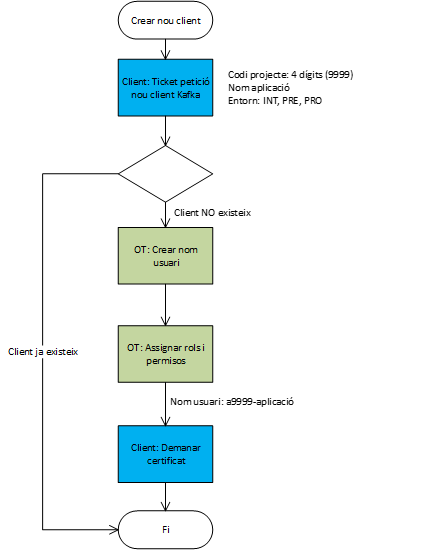 Crear nou client
Client: Ticket petició
nou client Kafka
Codi projecte: 4 digits (9999)
Nom aplicació
Entorn: INT, PRE, PRO
Client NO existeix
OT: Crear nom
usuari
Client ja existeix
OT: Assignar rols i
permisos
Nom usuari: a9999-aplicació
Client: Demanar
certificat
Fi